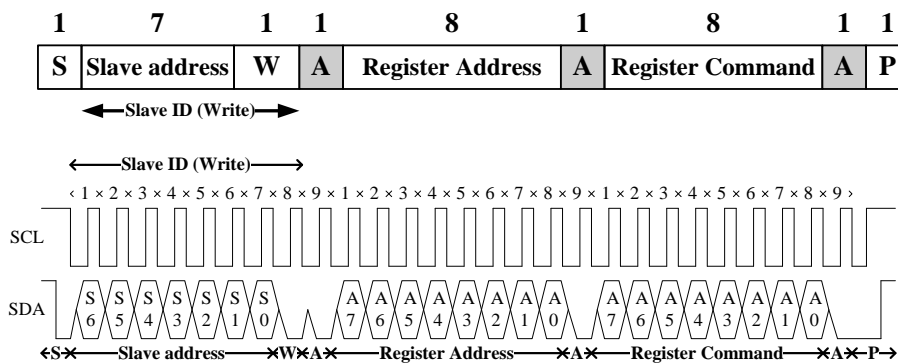 1 7 1 1 8 1 8 1 1
S Slave address W A Register Address A Register Command A P
Slave ID (Write)
Slave ID (Write)
‹ 1 × 2 × 3 × 4 × 5 × 6 × 7 × 8 × 9 × 1 × 2 × 3 × 4 × 5 × 6 × 7 × 8 × 9 × 1 × 2 × 3 × 4 × 5 × 6 × 7 × 8 × 9 ›
SCL
SDA S6 S5 S4 S3 S2 S1 S0 A7 A6 A5 A4 A3 A2 A1 A0 A7 A6 A5 A4 A3 A2 A1 A0
S Slave address W A Register Address A Register Command A P